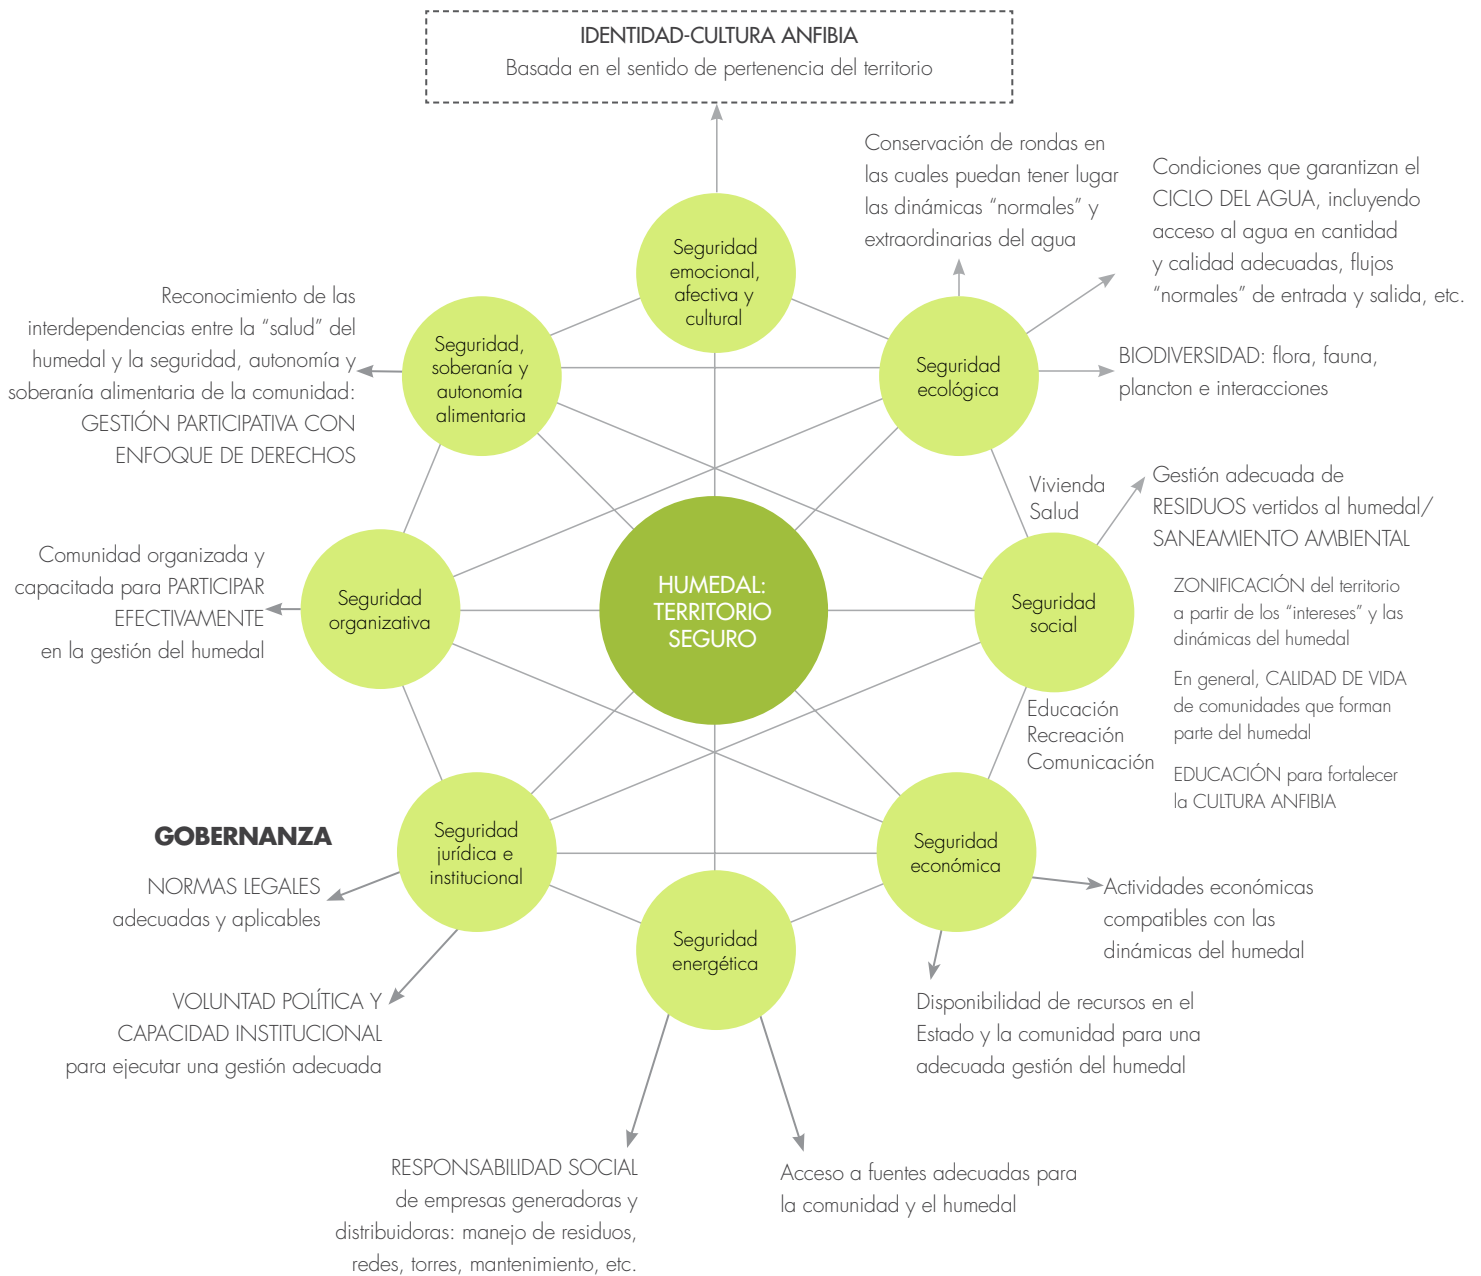 IDENTIDAD-CULTURA ANFIBIA
Basada en el sentido de pertenencia del territorio
Conservación de rondas en
las cuales puedan tener lugar
las dinámicas “normales” y
extraordinarias del agua
Condiciones que garantizan el
CICLO DEL AGUA, incluyendo
acceso al agua en cantidad
y calidad adecuadas, flujos
“normales” de entrada y salida, etc.
Seguridad
emocional,
afectiva y
cultural
Reconocimiento de las
interdependencias entre la “salud” del
humedal y la seguridad, autonomía y
soberanía alimentaria de la comunidad:
GESTIÓN PARTICIPATIVA CON
ENFOQUE DE DERECHOS
Seguridad,
soberanía y
autonomía
alimentaria
Seguridad
ecológica
BIODIVERSIDAD: flora, fauna,
plancton e interacciones
Vivienda
Salud
Gestión adecuada de
RESIDUOS vertidos al humedal/
SANEAMIENTO AMBIENTAL
Comunidad organizada y
capacitada para PARTICIPAR
EFECTIVAMENTE
en la gestión del humedal
Seguridad
organizativa
HUMEDAL:
TERRITORIO
SEGURO
Seguridad
social
ZONIFICACIÓN del territorio
a partir de los “intereses” y las
dinámicas del humedal
En general, CALIDAD DE VIDA
de comunidades que forman
parte del humedal
EDUCACIÓN para fortalecer
la CULTURA ANFIBIA
Educación
Recreación
Comunicación
GOBERNANZA
NORMAS LEGALES
adecuadas y aplicables
VOLUNTAD POLÍTICA Y
CAPACIDAD INSTITUCIONAL
para ejecutar una gestión adecuada
Seguridad
jurídica e
institucional
Seguridad
energética
Seguridad
económica
Actividades económicas
compatibles con las
dinámicas del humedal
Disponibilidad de recursos en el
Estado y la comunidad para una
adecuada gestión del humedal
RESPONSABILIDAD SOCIAL
de empresas generadoras y
distribuidoras: manejo de residuos,
redes, torres, mantenimiento, etc.
Acceso a fuentes adecuadas para
la comunidad y el humedal